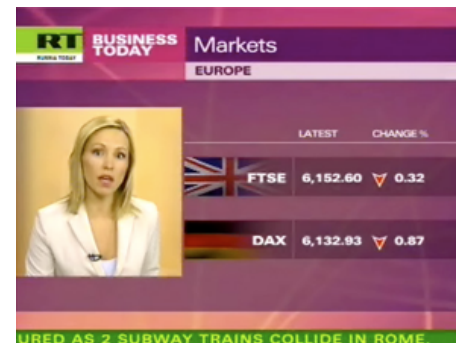 RT
RUSSIA TODAY
BUSINESS
TODAY
Markets
EUROPE
LATEST CHANGE %
FTSE 6,152.60 0.32
DAX 6,132.93 0.87
URED AS 2 SUBWAY TRAINS COLLIDE IN ROME.